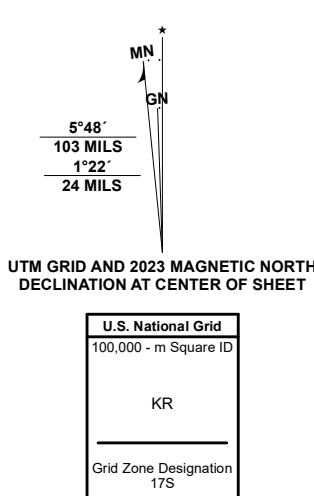 ★
MN
GN
5°48´
103 MILS
1°22´
24 MILS
UTM GRID AND 2023 MAGNETIC NORTH
DECLINATION AT CENTER OF SHEET
U.S. National Grid
100,000 - m Square ID
KR
Grid Zone Designation
17S